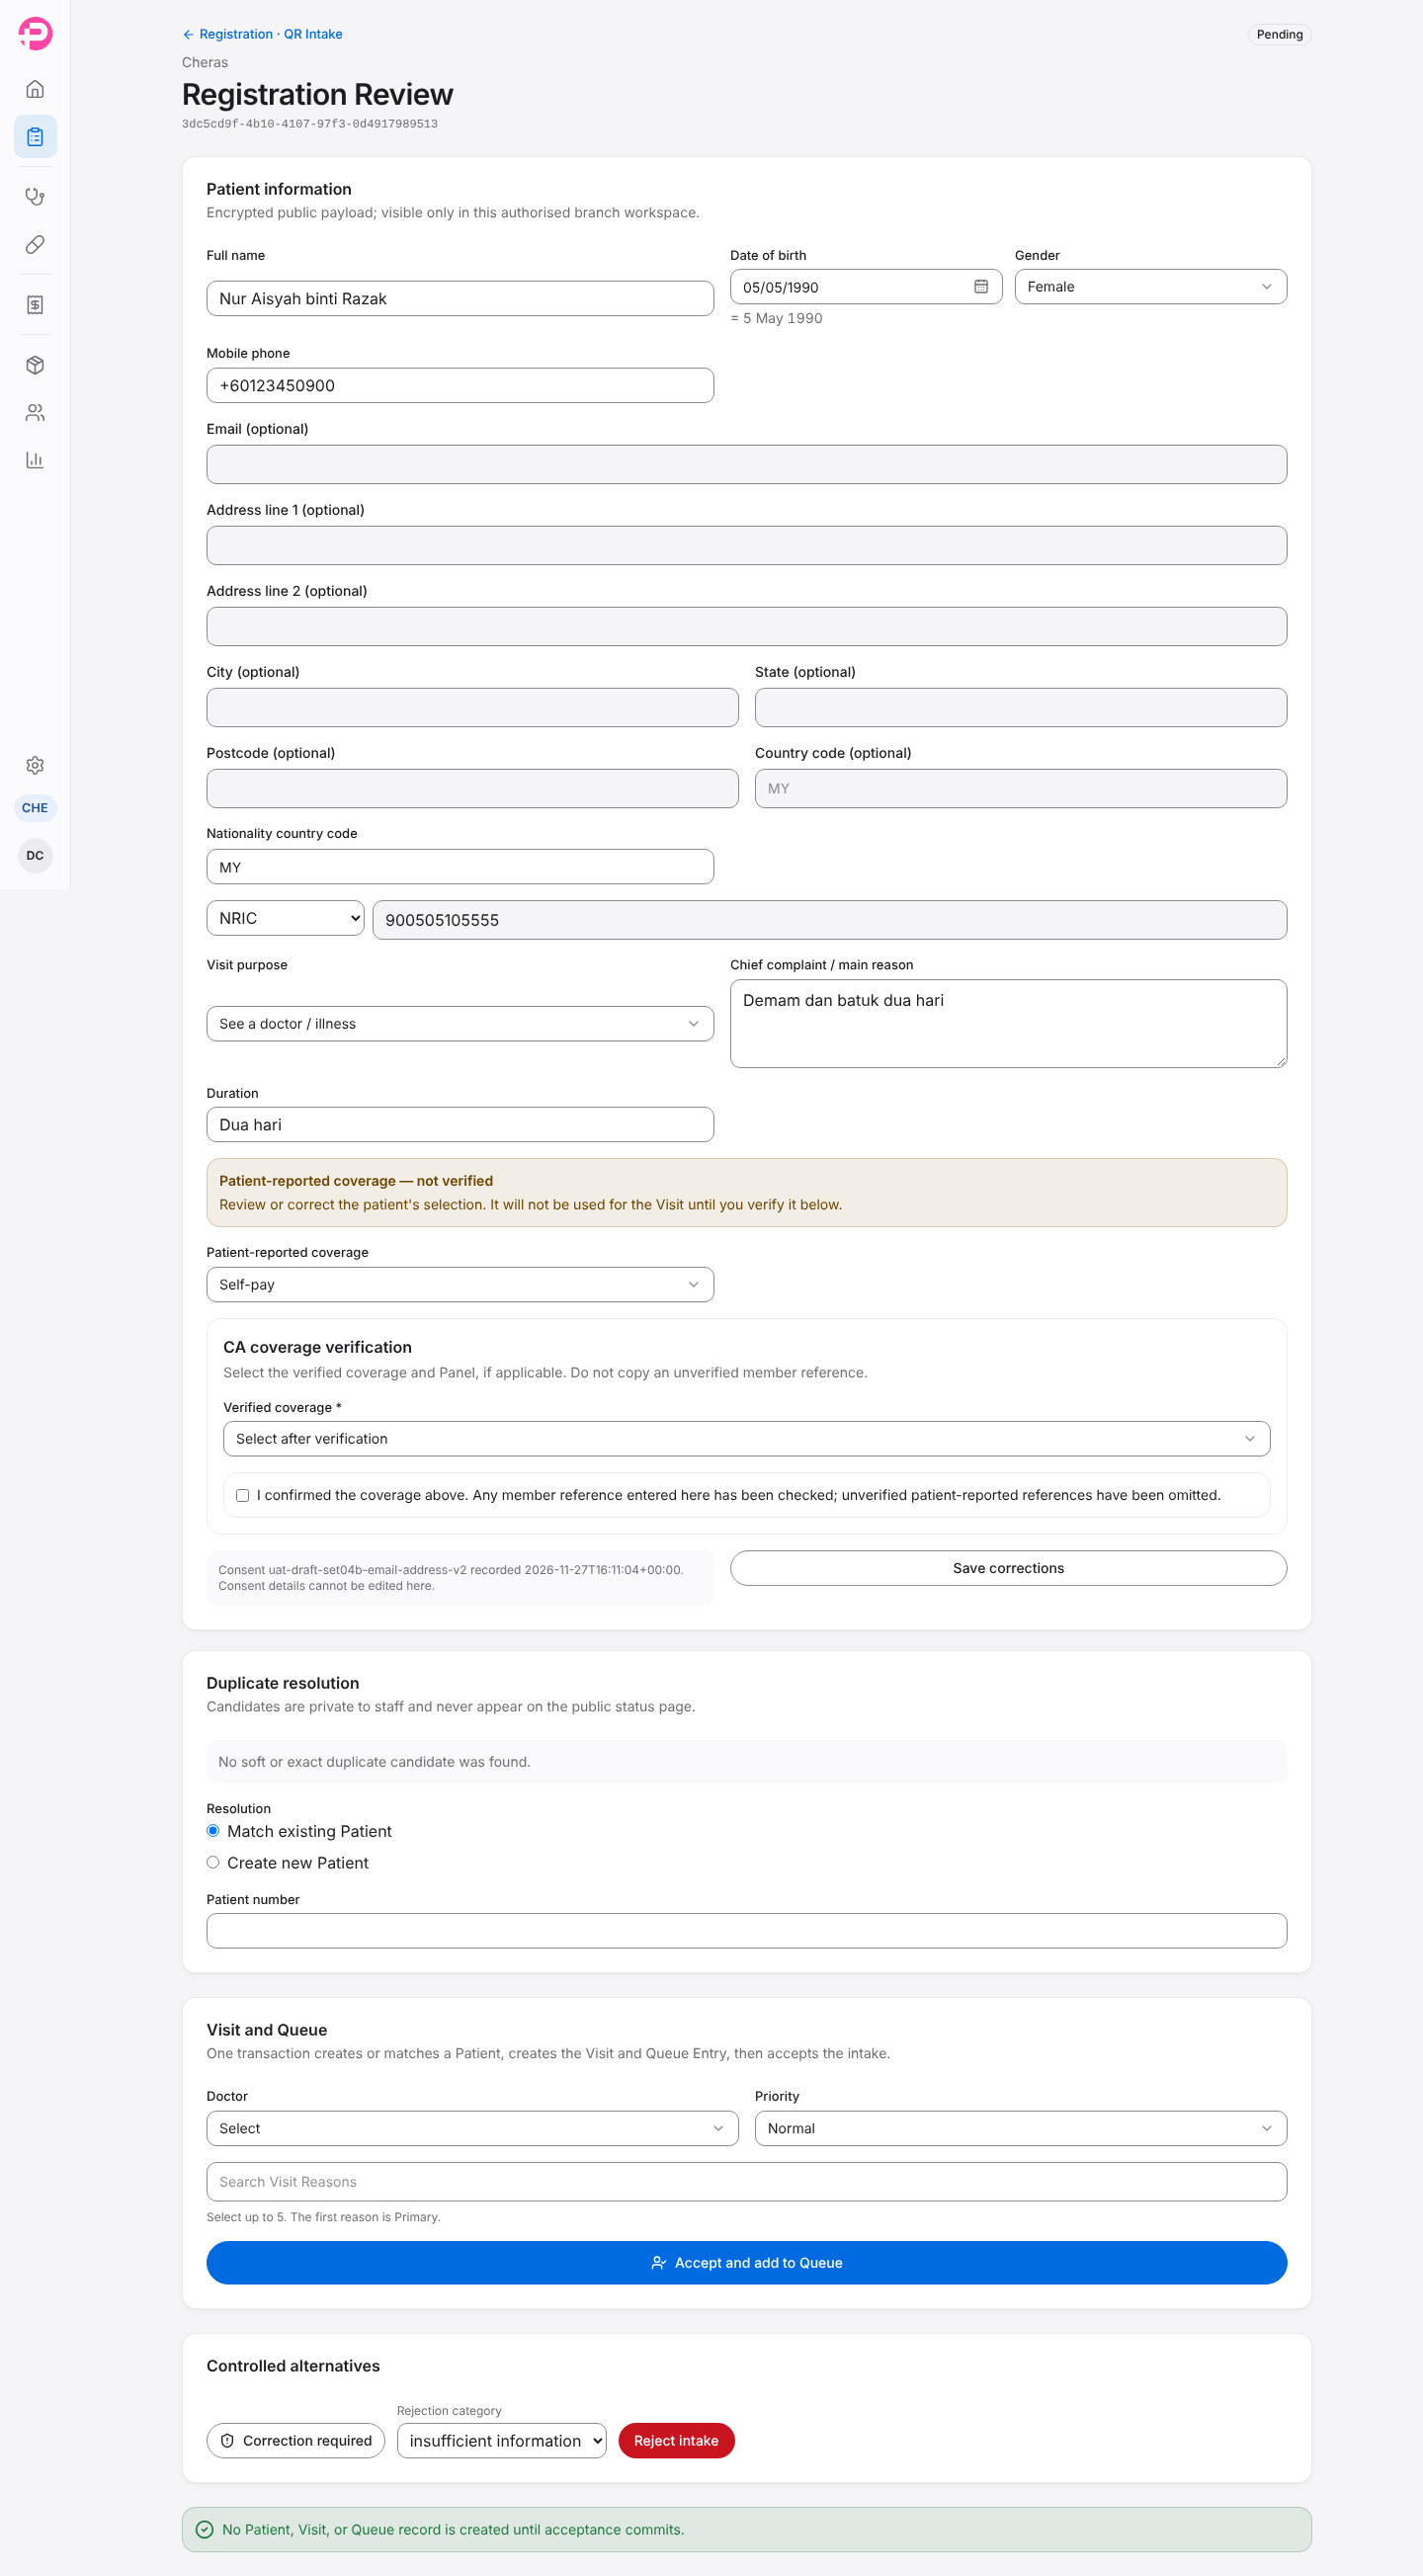 Registration · QR Intake
Pending
Cheras
Registration Review
3dc5cd9f-4b10-4107-97f3-0d4917989513
Patient information
Encrypted public payload; visible only in this authorised branch workspace.
Full name
Date of birth
Gender
Nur Aisyah binti Razak
05/05/1990
Female
= 5 May 1990
Mobile phone
+60123450900
Email (optional)
Address line 1 (optional)
Address line 2 (optional)
City (optional)
State (optional)
Postcode (optional)
Country code (optional)
MY
Nationality country code
MY
NRIC
900505105555
Visit purpose
Chief complaint / main reason
See a doctor / illness
Demam dan batuk dua hari
Duration
Dua hari
Patient-reported coverage — not verified
Review or correct the patient's selection. It will not be used for the Visit until you verify it below.
Patient-reported coverage
Self-pay
CA coverage verification
Select the verified coverage and Panel, if applicable. Do not copy an unverified member reference.
Verified coverage *
Select after verification
I confirmed the coverage above. Any member reference entered here has been checked; unverified patient-reported references have been omitted.
Consent uat-draft-set04b-email-address-v2 recorded 2026-11-27T16:11:04+00:00.
Consent details cannot be edited here.
Save corrections
Duplicate resolution
Candidates are private to staff and never appear on the public status page.
No soft or exact duplicate candidate was found.
Resolution
Match existing Patient
Create new Patient
Patient number
Visit and Queue
One transaction creates or matches a Patient, creates the Visit and Queue Entry, then accepts the intake.
Doctor
Priority
Select
Normal
Search Visit Reasons
Select up to 5. The first reason is Primary.
Accept and add to Queue
Controlled alternatives
Rejection category
Correction required
insufficient information
Reject intake
No Patient, Visit, or Queue record is created until acceptance commits.
CHE
DC